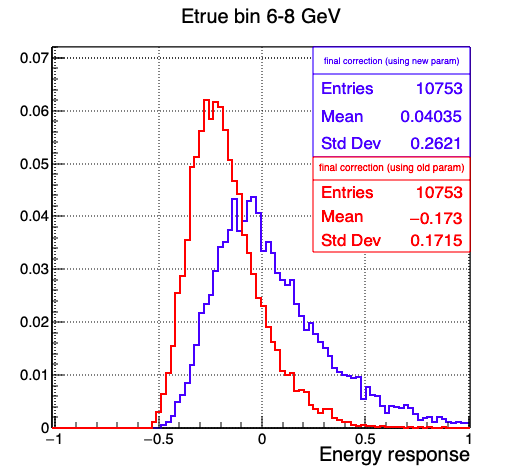 Etrue bin 6-8 GeV
final correction (using new param)
Entries 10753
Mean 0.04035
Std Dev 0.2621
final correction (using old param)
Entries 10753
Mean −0.173
Std Dev 0.1715
0.07
0.06
0.05
0.04
0.03
0.02
0.01
0
−1 −0.5 0 0.5 1
Energy response